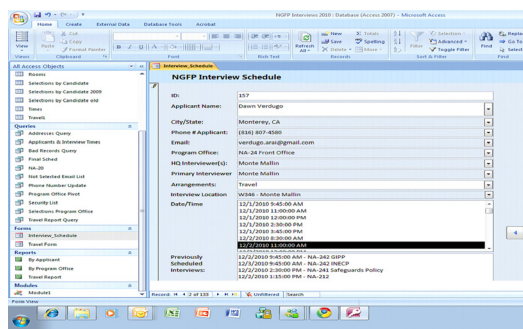 NGFP Interviews 2010 : Database (Access 2007) - Microsoft Access
Home Create External Data Database Tools Acrobat
View Paste Cut Copy Format Painter
B I U
Refresh All New Save Delete Totals Spelling More
Filter Selection Advanced Toggle Filter
Find Replace Go To Select
Views Clipboard Font Rich Text Records Sort & Filter Find
All Access Objects
Rooms
Selections by Candidate
Selections by Candidate 2009
Selections by Candidate old
Times
Travel1
Queries
Addresses Query
Applicants & Interview Times
Bad Records Query
Final Sched
NA-20
Not Selected Email List
Phone Number Update
Program Office Pivot
Security List
Selections Program Office
Travel Report Query
Forms
Interview_Schedule
Travel Form
Reports
By Applicant
By Program Office
Travel Report
Modules
Module1
Interview_Schedule
NGFP Interview Schedule
ID: 157
Applicant Name: Dawn Verdugo
City/State: Monterey, CA
Phone # Applicant: (816) 807-4580
Email: verdugo.arai@gmail.com
Program Office: NA-24 Front Office
HQ Interviewer(s): Monte Mallin
Primary Interviewer Monte Mallin
Arrangements: Travel
Interview Location W346 - Monte Mallin
Date/Time 12/1/2010 9:45:00 AM
12/1/2010 11:00:00 AM
12/1/2010 12:00:00 PM
12/1/2010 2:30:00 PM
12/1/2010 3:45:00 PM
12/2/2010 8:30:00 AM
12/2/2010 11:00:00 AM
Previously Scheduled Interviews:
12/2/2010 9:45:00 AM - NA-242 GIPP
12/3/2010 9:45:00 AM - NA-242 INECP
12/2/2010 2:30:00 PM - NA-241 Safeguards Policy
12/2/2010 1:15:00 PM - NA-212
Record: 2 of 155 Unfiltered Search
Form View